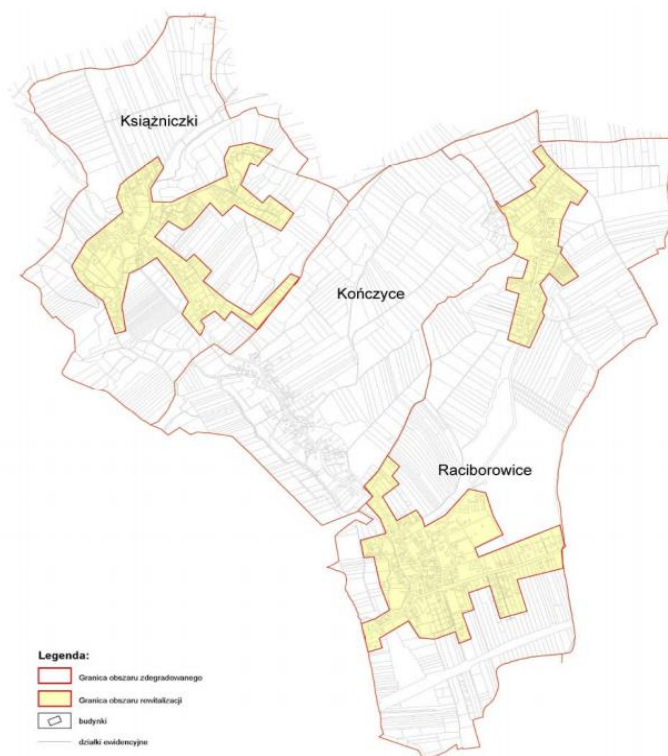 Książniczki
Kończyce
Raciborowice
Legenda:
Granica obszaru zdegradowanego
Granica obszaru rewitalizacji
budynki
działki ewidencyjne